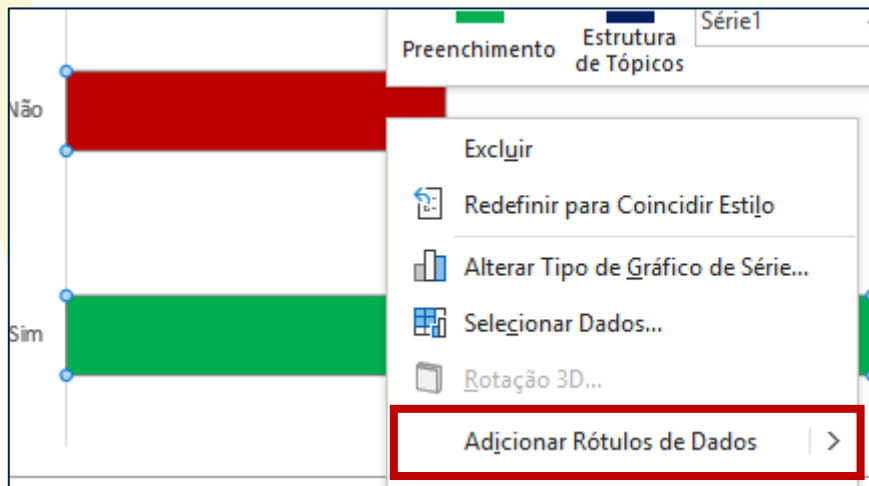 Série1
Preenchimento
Estrutura
de Tópicos
Não
Excluir
Redefinir para Coincidir Estilo
Alterar Tipo de Gráfico de Série...
Selecionar Dados...
Sim
Rotação 3D...
Adicionar Rótulos de Dados